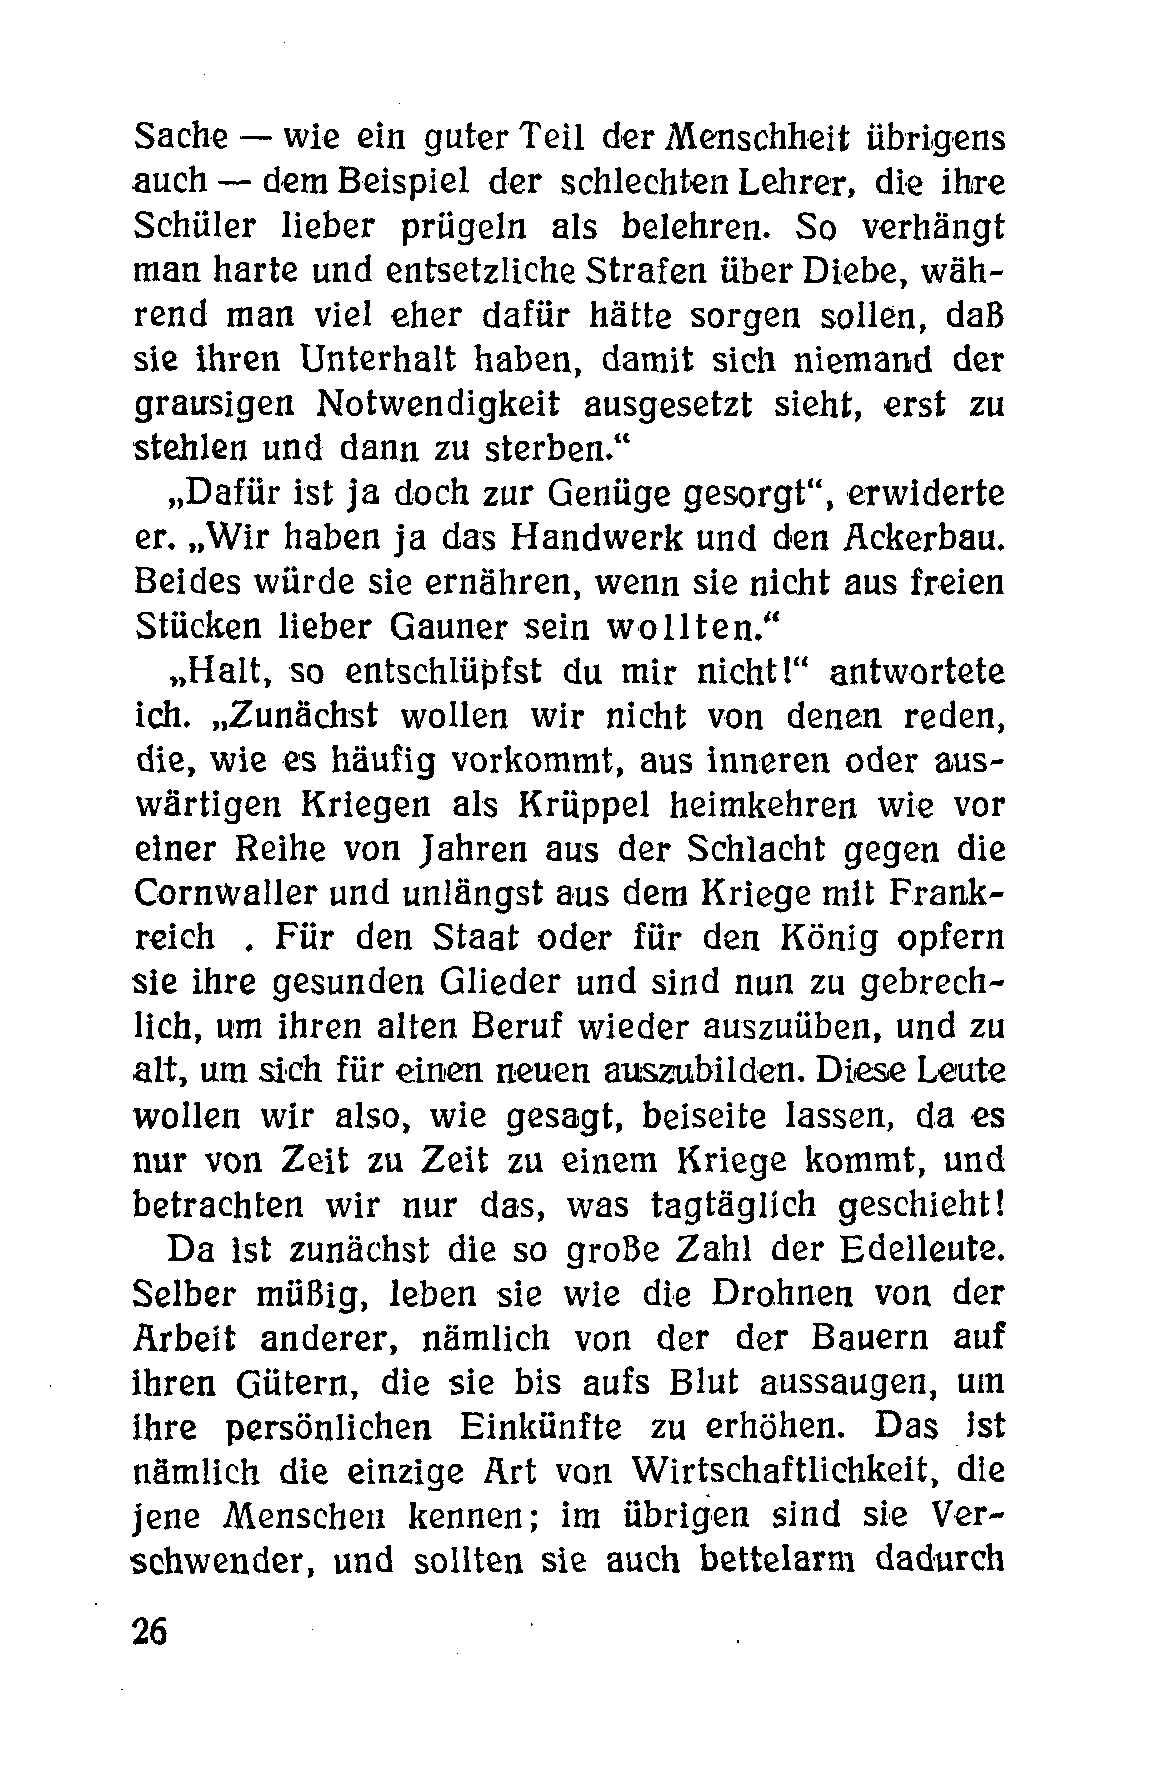 Sache — wie ein guter Teil der Menschheit übrigens
auch — dem Beispiel der schlechten Lehrer, die ihre
Schüler lieber prügeln als belehren. So verhängt
man harte und entsetzliche Strafen über Diebe, wäh-
rend man viel eher dafür hätte sorgen sollen, daß
sie ihren Unterhalt haben, damit sich niemand der
grausigen Notwendigkeit ausgesetzt sieht, erst zu
stehlen und dann zu sterben.“
„Dafür ist ja doch zur Genüge gesorgt“, erwiderte
er. „Wir haben ja das Handwerk und den Ackerbau.
Beides würde sie ernähren, wenn sie nicht aus freien
Stücken lieber Gauner sein wollten.“
„Halt, so entschlüpfst du mir nicht!“ antwortete
ich. „Zunächst wollen wir nicht von denen reden,
die, wie es häufig vorkommt, aus inneren oder aus-
wärtigen Kriegen als Krüppel heimkehren wie vor
einer Reihe von Jahren aus der Schlacht gegen die
Cornwaller und unlängst aus dem Kriege mit Frank-
reich . Für den Staat oder für den König opfern
sie ihre gesunden Glieder und sind nun zu gebrech-
lich, um ihren alten Beruf wieder auszuüben, und zu
alt, um sich für einen neuen auszubilden. Diese Leute
wollen wir also, wie gesagt, beiseite lassen, da es
nur von Zeit zu Zeit zu einem Kriege kommt, und
betrachten wir nur das, was tagtäglich geschieht!
Da ist zunächst die so große Zahl der Edelleute.
Selber müßig, leben sie wie die Drohnen von der
Arbeit anderer, nämlich von der der Bauern auf
ihren Gütern, die sie bis aufs Blut aussaugen, um
ihre persönlichen Einkünfte zu erhöhen. Das ist
nämlich die einzige Art von Wirtschaftlichkeit, die
jene Menschen kennen; im übrigen sind sie Ver-
schwender, und sollten sie auch bettelarm dadurch
26